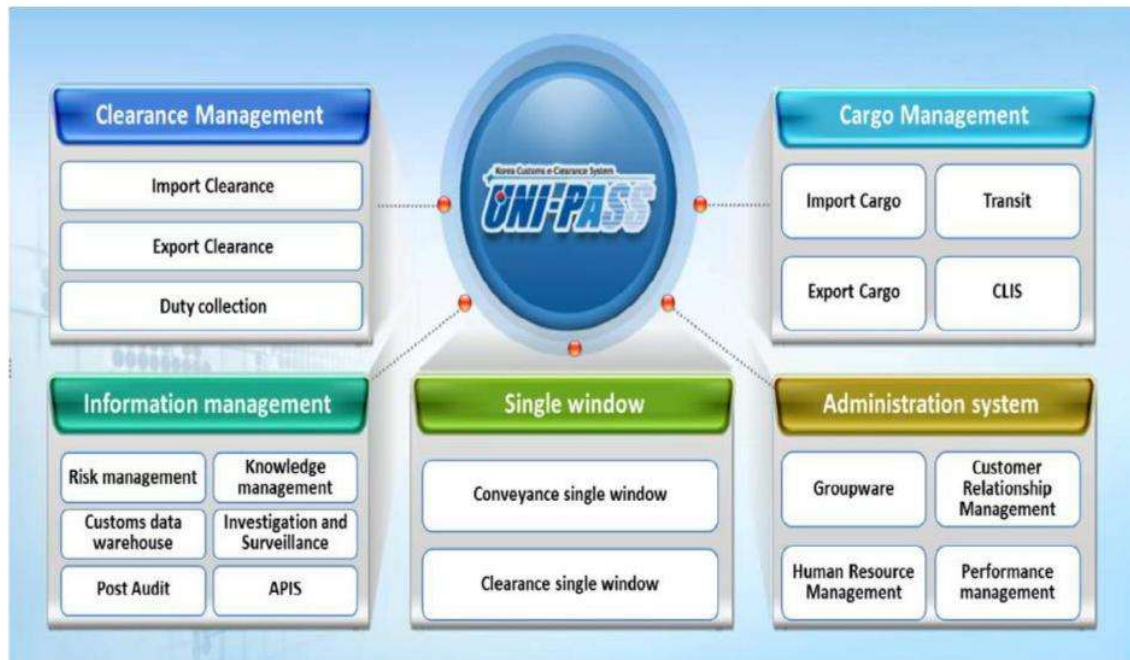 Korea Customs e-Clearance System
UNI-PASS
Clearance Management
Import Clearance
Export Clearance
Duty collection
Cargo Management
Import Cargo
Transit
Export Cargo
CLIS
Information management
Risk management
Knowledge
management
Customs data
warehouse
Investigation and
Surveillance
Post Audit
APIS
Single window
Conveyance single window
Clearance single window
Administration system
Groupware
Customer
Relationship
Management
Human Resource
Management
Performance
management